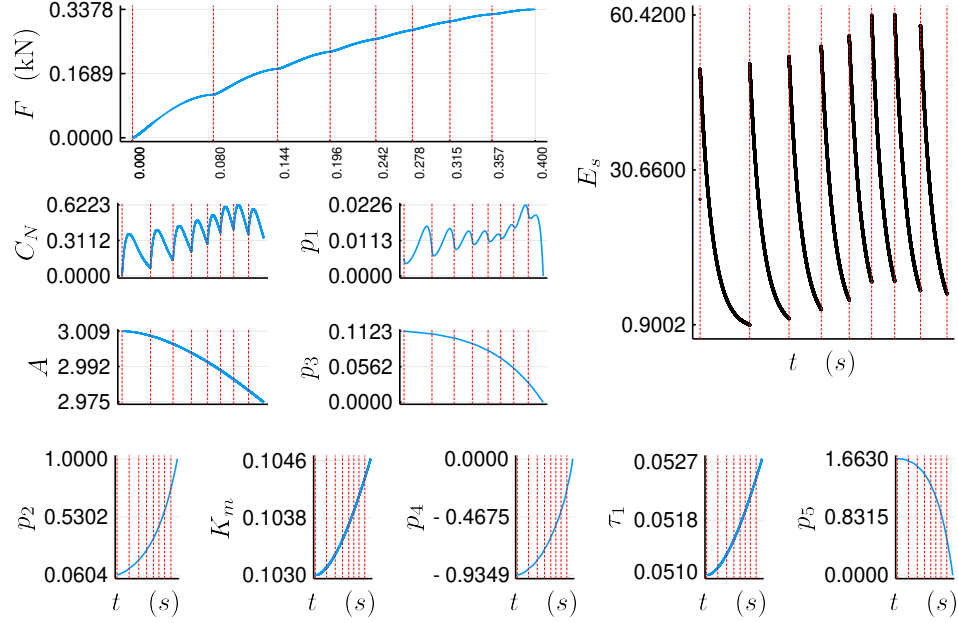 0.3378
0.1689
0.0000
F (kN)
0.000
0.080
0.144
0.196
0.242
0.278
0.315
0.357
0.400
60.4200
30.6600
0.9002
E_s
t (s)
0.6223
0.3112
0.0000
C_N
0.0226
0.0113
0.0000
p_1
3.009
2.992
2.975
A
0.1123
0.0562
0.0000
p_3
1.0000
0.5302
0.0604
p_2
t (s)
0.1046
0.1038
0.1030
K_m
t (s)
0.0000
- 0.4675
- 0.9349
p_4
t (s)
0.0527
0.0518
0.0510
τ_1
t (s)
1.6630
0.8315
0.0000
p_5
t (s)